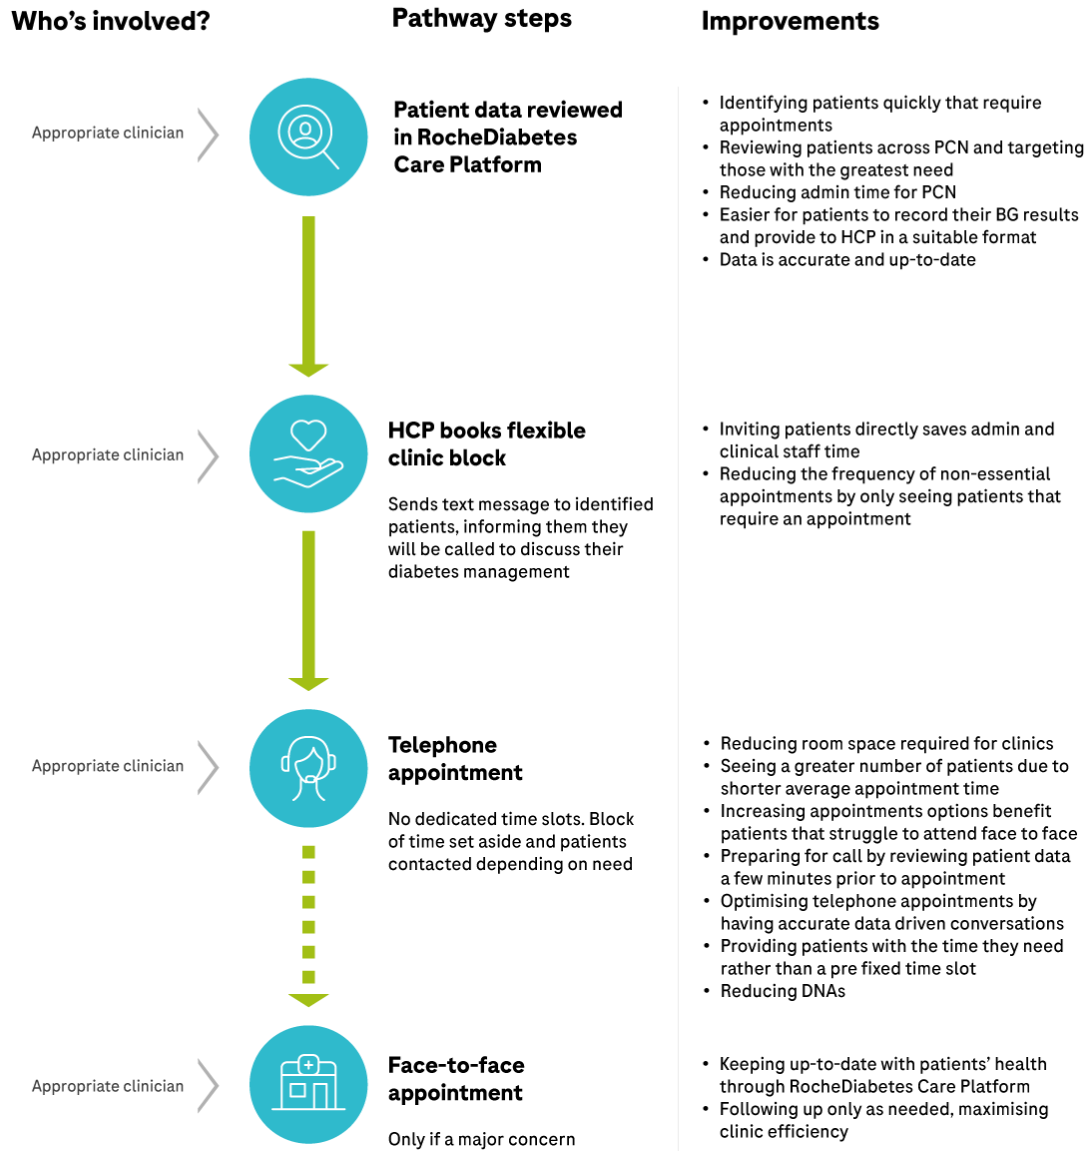 Who’s involved?
Pathway steps
Improvements
Appropriate clinician
Patient data reviewed
in RocheDiabetes
Care Platform
• Identifying patients quickly that require
appointments
• Reviewing patients across PCN and targeting
those with the greatest need
• Reducing admin time for PCN
• Easier for patients to record their BG results
and provide to HCP in a suitable format
• Data is accurate and up-to-date
Appropriate clinician
HCP books flexible
clinic block
Sends text message to identified
patients, informing them they
will be called to discuss their
diabetes management
• Inviting patients directly saves admin and
clinical staff time
• Reducing the frequency of non-essential
appointments by only seeing patients that
require an appointment
Appropriate clinician
Telephone
appointment
No dedicated time slots. Block
of time set aside and patients
contacted depending on need
• Reducing room space required for clinics
• Seeing a greater number of patients due to
shorter average appointment time
• Increasing appointments options benefit
patients that struggle to attend face to face
• Preparing for call by reviewing patient data
a few minutes prior to appointment
• Optimising telephone appointments by
having accurate data driven conversations
• Providing patients with the time they need
rather than a pre fixed time slot
• Reducing DNAs
Appropriate clinician
Face-to-face
appointment
Only if a major concern
• Keeping up-to-date with patients’ health
through RocheDiabetes Care Platform
• Following up only as needed, maximising
clinic efficiency